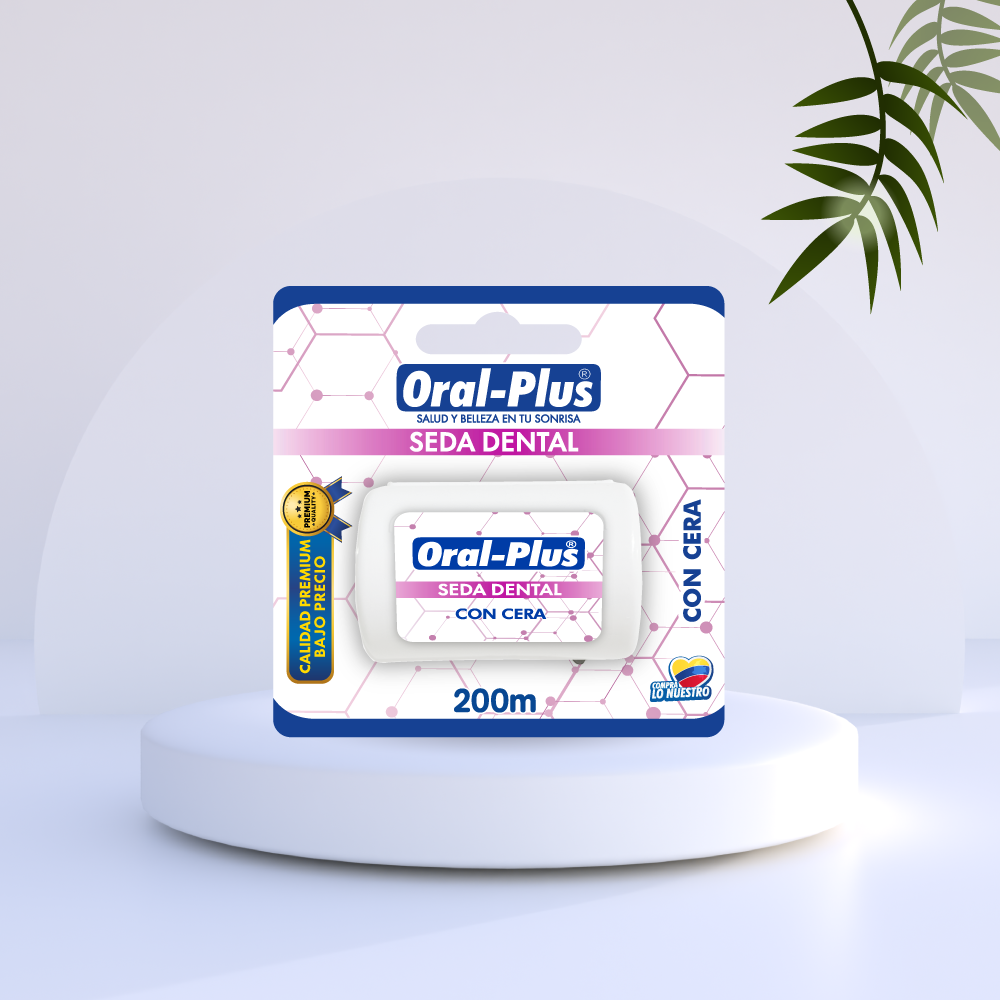 Oral-Plus®
SALUD Y BELLEZA EN TU SONRISA
SEDA DENTAL
PREMIUM
QUALITY
CALIDAD PREMIUM
BAJO PRECIO
Oral-Plus®
SEDA DENTAL
CON CERA
CON CERA
200m
COMPRA
LO NUESTRO